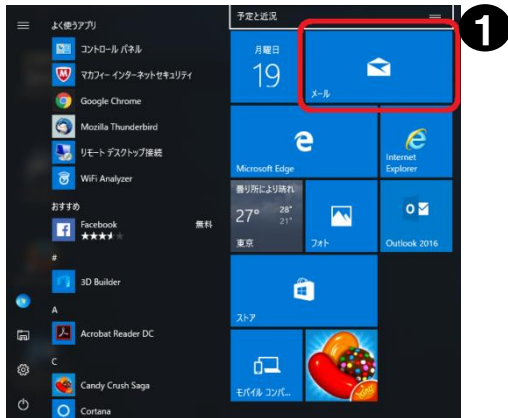 よく使うアプリ
コントロール パネル
マカフィー インターネットセキュリティ
Google Chrome
Mozilla Thunderbird
リモート デスクトップ接続
WiFi Analyzer
おすすめ
Facebook 無料
#
3D Builder
A
Acrobat Reader DC
C
Candy Crush Saga
Cortana
予定と近況
月曜日
19
メール
1
Microsoft Edge
Internet
Explorer
曇り所により晴れ
27° 28°
21°
東京
フォト
Outlook 2016
ストア
モバイル コンパ...